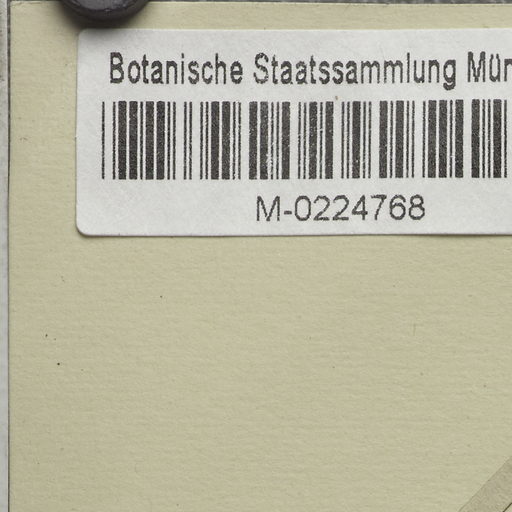 Botanische Staatssammlung Mün
M-0224768